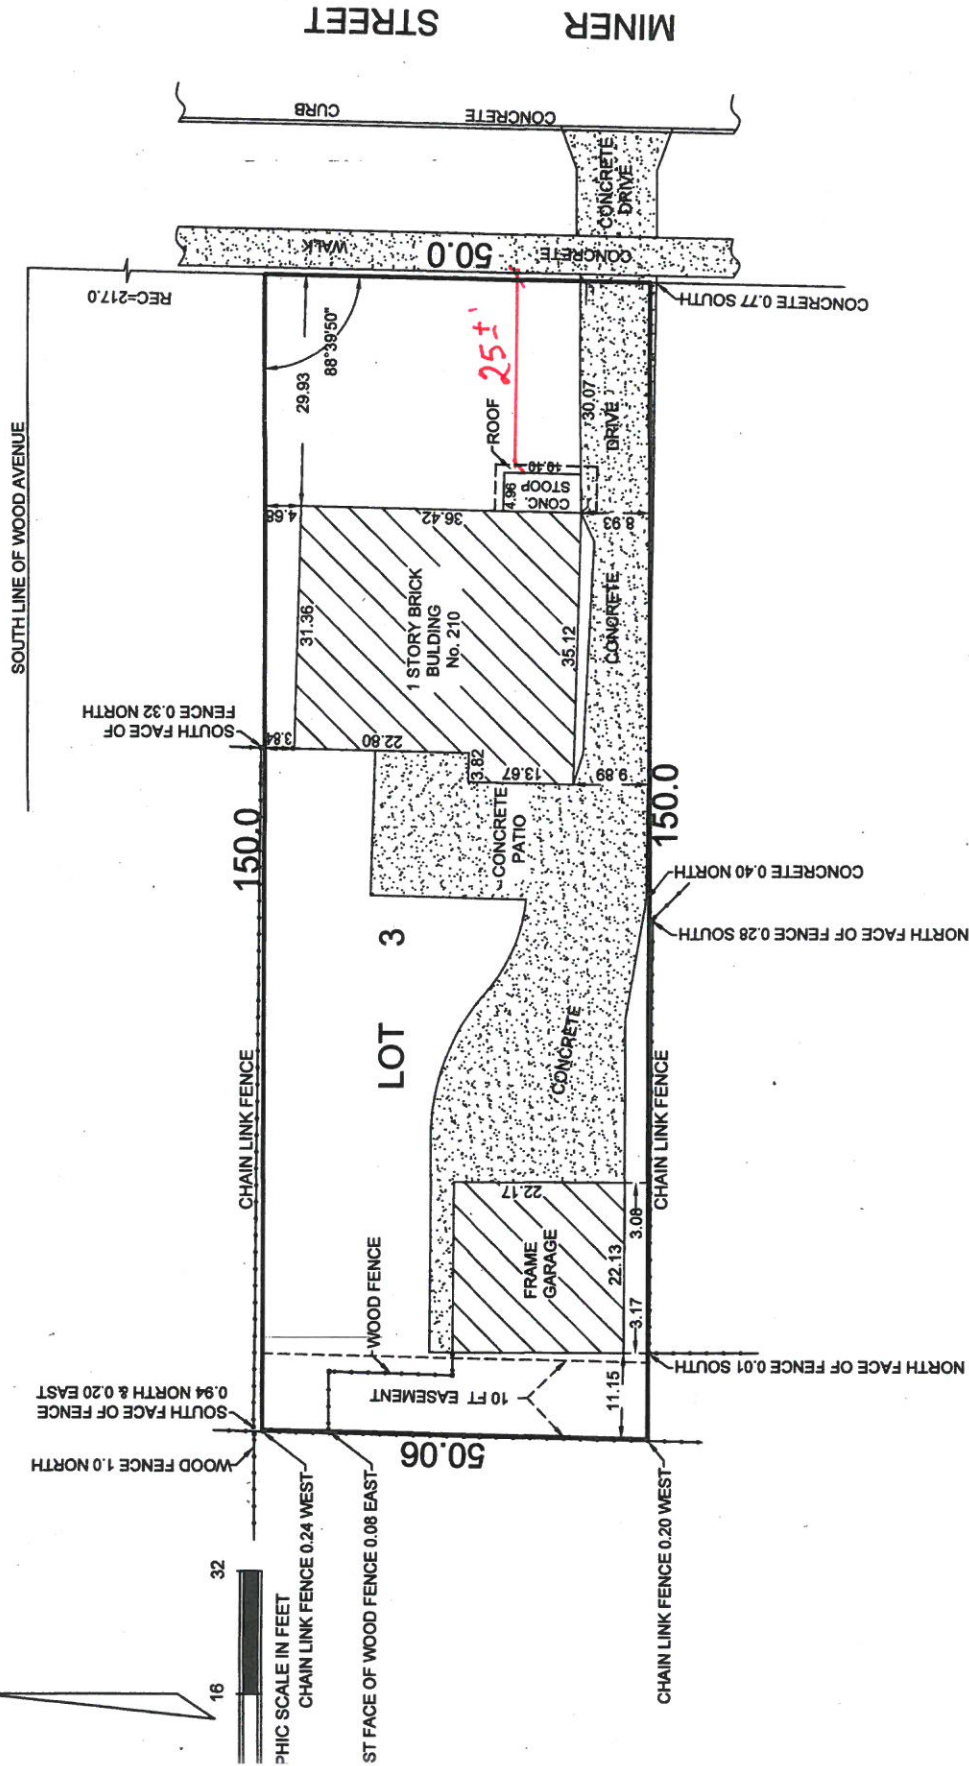 MINER STREET
CONCRETE CURB
CONCRETE DRIVE
CONCRETE WALK
50.0
REC=217.0
SOUTH LINE OF WOOD AVENUE
CONCRETE 0.77 SOUTH
88°39'50"
29.93
25±'
30.07
CONCRETE DRIVE
ROOF
10.40
4.96
CONC.
STOOP
4.68
36.42
8.93
31.36
1 STORY BRICK
BULDING
No. 210
35.12
SOUTH FACE OF
FENCE 0.32 NORTH
3.84
22.80
3.82
13.67
9.89
150.0
150.0
CONCRETE
PATIO
CONCRETE 0.40 NORTH
NORTH FACE OF FENCE 0.28 SOUTH
LOT 3
CONCRETE
CHAIN LINK FENCE
CHAIN LINK FENCE
22.17
FRAME
GARAGE
22.13
3.08
3.17
WOOD FENCE
10 FT EASEMENT
11.15
NORTH FACE OF FENCE 0.01 SOUTH
SOUTH FACE OF FENCE
0.94 NORTH & 0.20 EAST
WOOD FENCE 1.0 NORTH
50.06
CHAIN LINK FENCE 0.24 WEST
ST FACE OF WOOD FENCE 0.08 EAST
CHAIN LINK FENCE 0.20 WEST
16 32
PHIC SCALE IN FEET